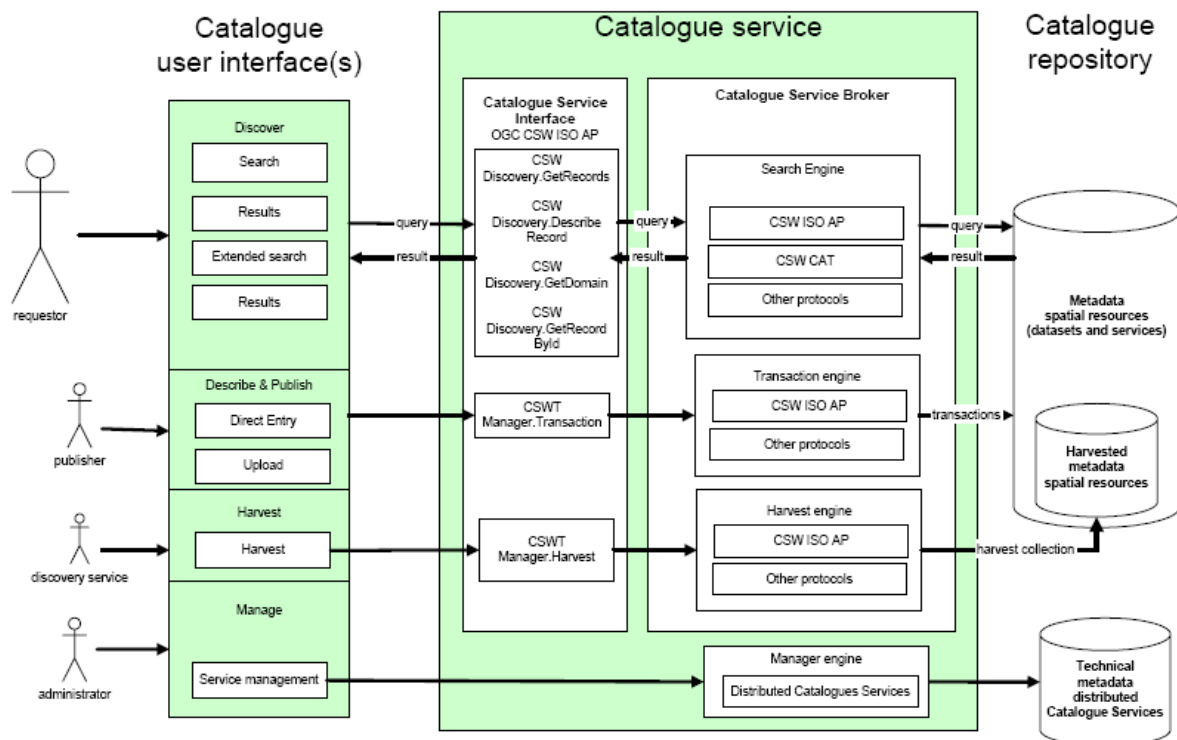 Catalogue
user interface(s)
Catalogue service
Catalogue
repository
Discover
Search
Results
Extended search
Results
requestor
Describe & Publish
Direct Entry
Upload
publisher
Harvest
Harvest
discovery service
Manage
Service management
administrator
Catalogue Service
Interface
OGC CSW ISO AP
CSW
Discovery.GetRecords
CSW
Discovery.Describe
Record
CSW
Discovery.GetDomain
CSW
Discovery.GetRecord
ById
CSWT
Manager.Transaction
CSWT
Manager.Harvest
query
result
query
result
query
result
transactions
harvest collection
Catalogue Service Broker
Search Engine
CSW ISO AP
CSW CAT
Other protocols
Transaction engine
CSW ISO AP
Other protocols
Harvest engine
CSW ISO AP
Other protocols
Manager engine
Distributed Catalogues Services
Metadata
spatial resources
(datasets and services)
Harvested
metadata
spatial resources
Technical
metadata
distributed
Catalogue Services